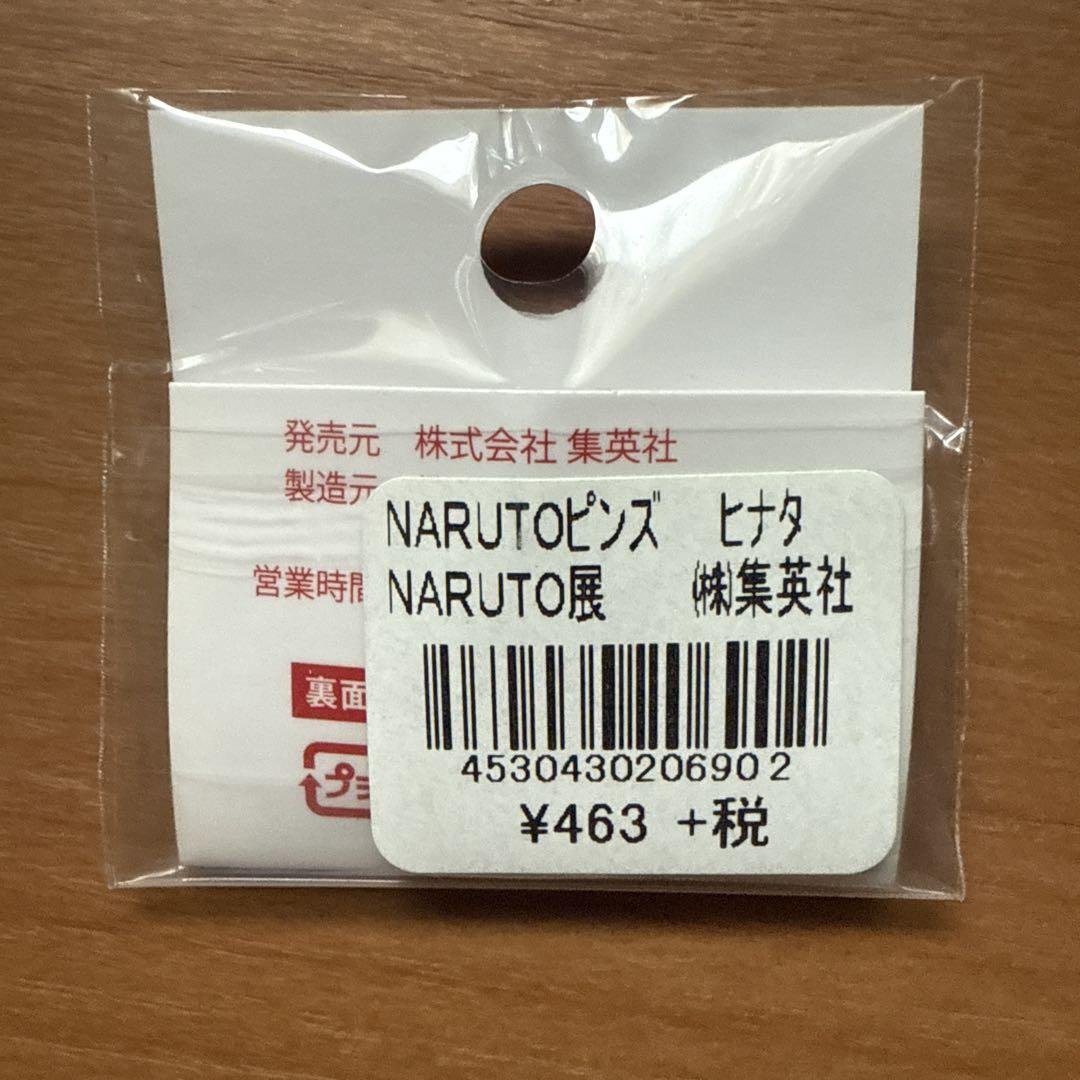 発売元 株式会社 集英社
製造元
営業時間
裏面
プラ
NARUTOピンズ ヒナタ
NARUTO展 ㈱集英社
4530430206902
¥463 +税